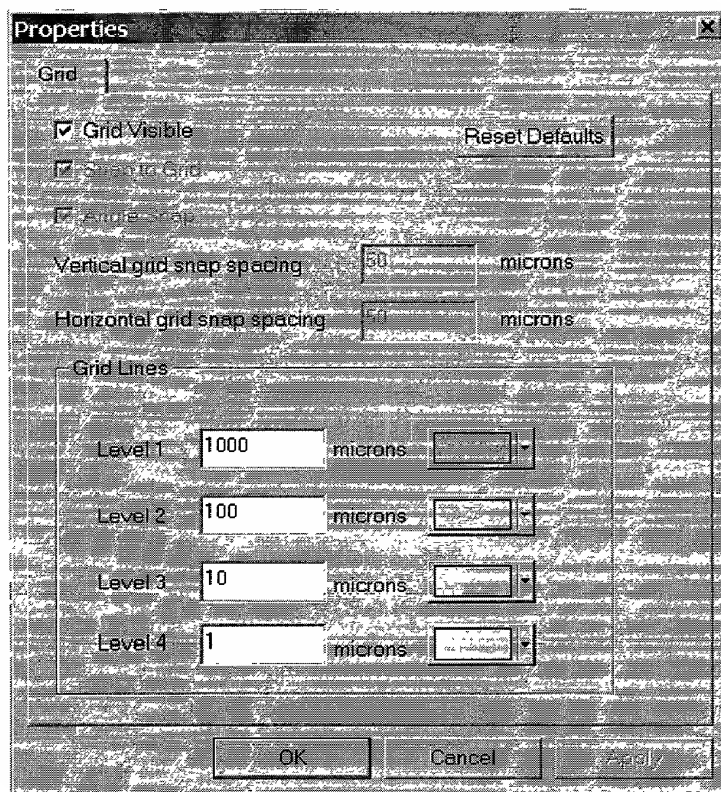 Properties
Grid
Grid Visible
Reset Defaults
Snap to Grid
Angle Snap
Vertical grid snap spacing 50 microns
Horizontal grid snap spacing 50 microns
Grid Lines
Level 1 1000 microns
Level 2 100 microns
Level 3 10 microns
Level 4 1 microns
OK Cancel Apply